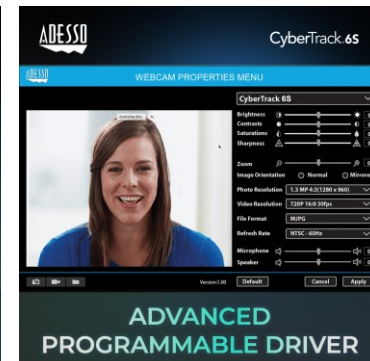 ADESSO
CyberTrack.6S
ADESSO
WEBCAM PROPERTIES MENU
CyberTrack 6S
Brightness
Contraste
Saturations
Sharpness
Zoom
Image Orientation Normal Mirrore
Photo Resolution 1.3 MP 4:3(1280 x 960)
Video Resolution 720P 16:9 30fps
File Format MJPG
Refresh Rate NTSC - 60Hz
Microphone
Speaker
Version:1.00 Default Cancel Apply
ADVANCED
PROGRAMMABLE DRIVER